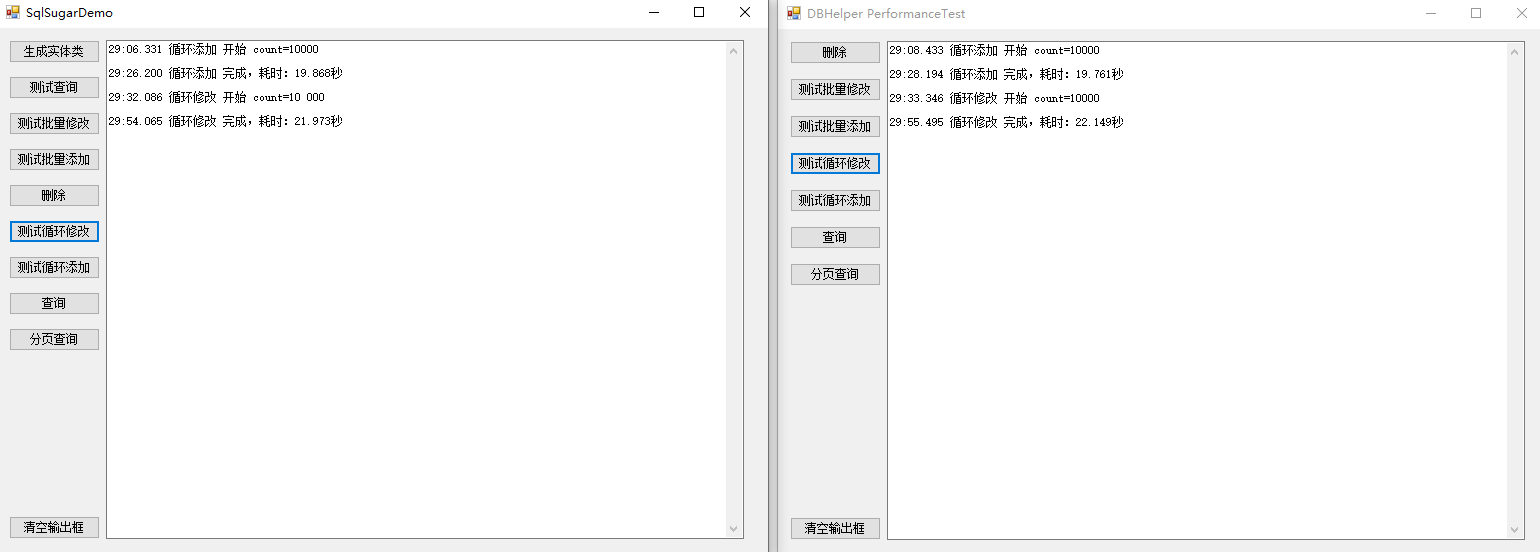 SqlSugarDemo
生成实体类
测试查询
测试批量修改
测试批量添加
删除
测试循环修改
测试循环添加
查询
分页查询
清空输出框
29:06.331 循环添加 开始 count=10000
29:26.200 循环添加 完成，耗时：19.868秒
29:32.086 循环修改 开始 count=10 000
29:54.065 循环修改 完成，耗时：21.973秒
DBHelper PerformanceTest
删除
测试批量修改
测试批量添加
测试循环修改
测试循环添加
查询
分页查询
清空输出框
29:08.433 循环添加 开始 count=10000
29:28.194 循环添加 完成，耗时：19.761秒
29:33.346 循环修改 开始 count=10000
29:55.495 循环修改 完成，耗时：22.149秒